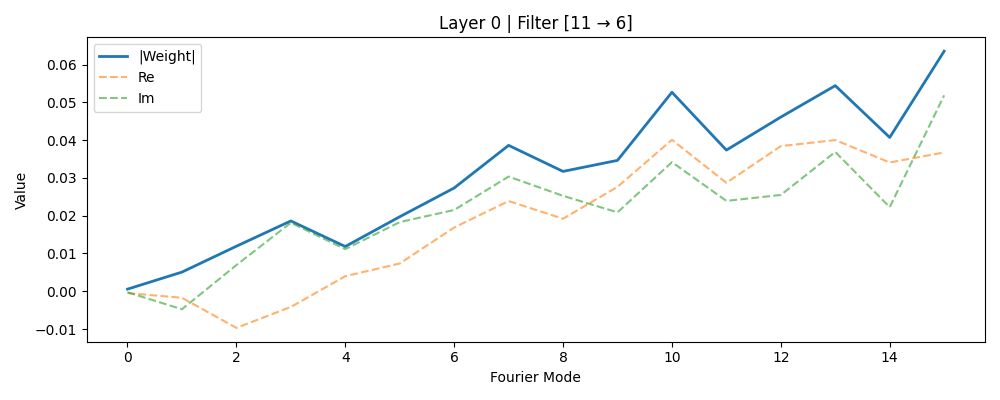 Layer 0 | Filter [11 → 6]
|Weight|
Re
Im
Value
0.06
0.05
0.04
0.03
0.02
0.01
0.00
−0.01
0 2 4 6 8 10 12 14
Fourier Mode